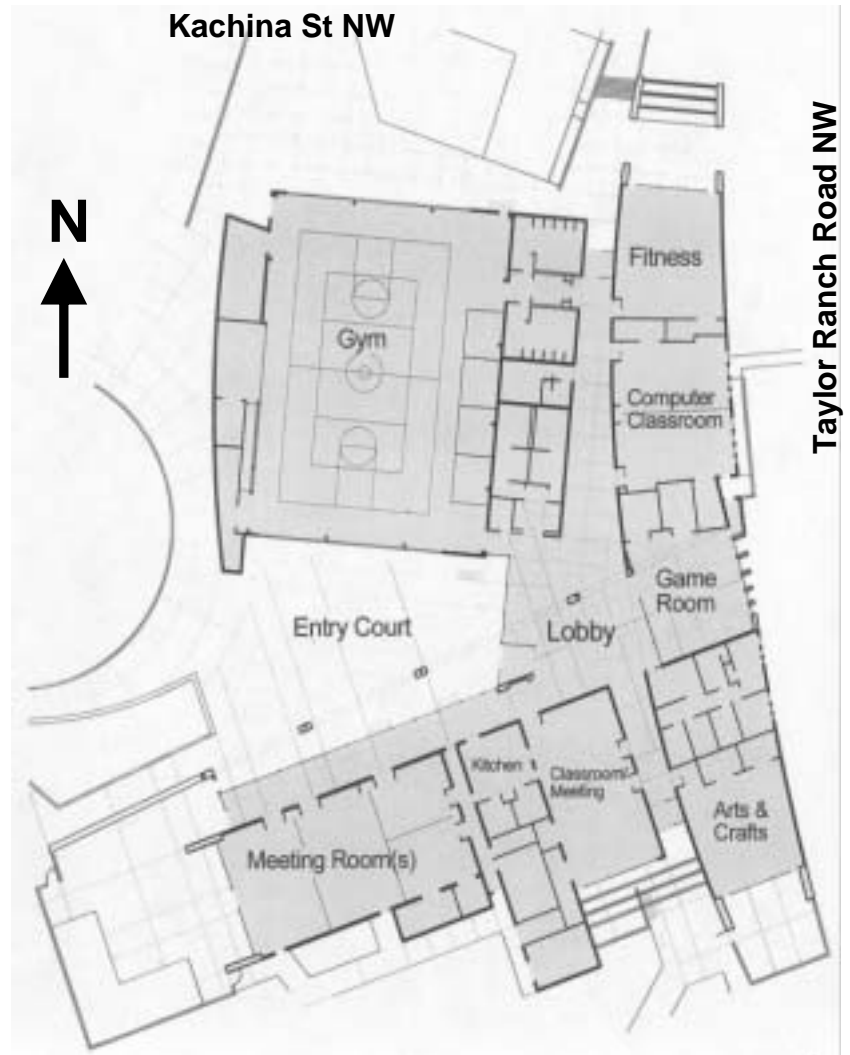 Kachina St NW
Taylor Ranch Road NW
N
Fitness
Gym
Computer
Classroom
Game
Room
Entry Court
Lobby
Kitchen
Classroom/
Meeting
Arts &
Crafts
Meeting Room(s)